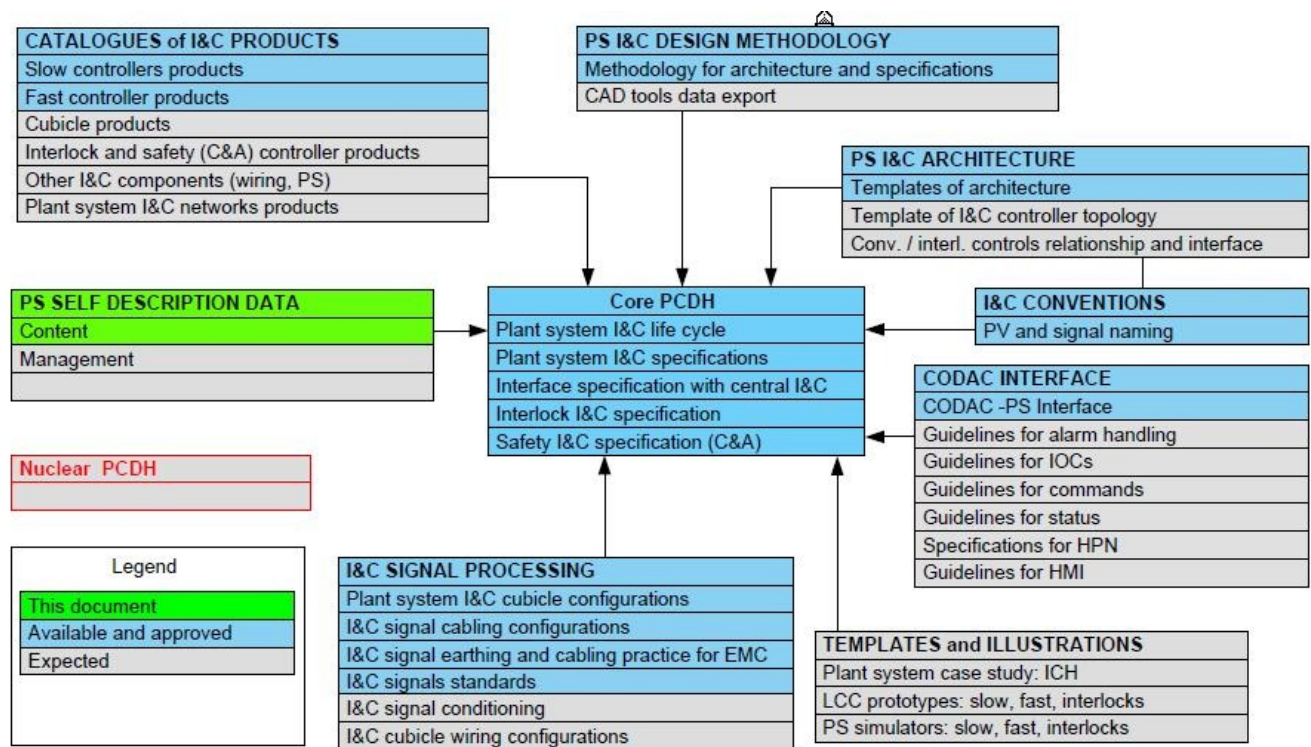 CATALOGUES of I&C PRODUCTS
Slow controllers products
Fast controller products
Cubicle products
Interlock and safety (C&A) controller products
Other I&C components (wiring, PS)
Plant system I&C networks products
PS I&C DESIGN METHODOLOGY
Methodology for architecture and specifications
CAD tools data export
PS I&C ARCHITECTURE
Templates of architecture
Template of I&C controller topology
Conv. / interl. controls relationship and interface
PS SELF DESCRIPTION DATA
Content
Management
Core PCDH
Plant system I&C life cycle
Plant system I&C specifications
Interface specification with central I&C
Interlock I&C specification
Safety I&C specification (C&A)
I&C CONVENTIONS
PV and signal naming
CODAC INTERFACE
CODAC -PS Interface
Guidelines for alarm handling
Guidelines for IOCs
Guidelines for commands
Guidelines for status
Specifications for HPN
Guidelines for HMI
Nuclear PCDH
Legend
This document
Available and approved
Expected
I&C SIGNAL PROCESSING
Plant system I&C cubicle configurations
I&C signal cabling configurations
I&C signal earthing and cabling practice for EMC
I&C signals standards
I&C signal conditioning
I&C cubicle wiring configurations
TEMPLATES and ILLUSTRATIONS
Plant system case study: ICH
LCC prototypes: slow, fast, interlocks
PS simulators: slow, fast, interlocks